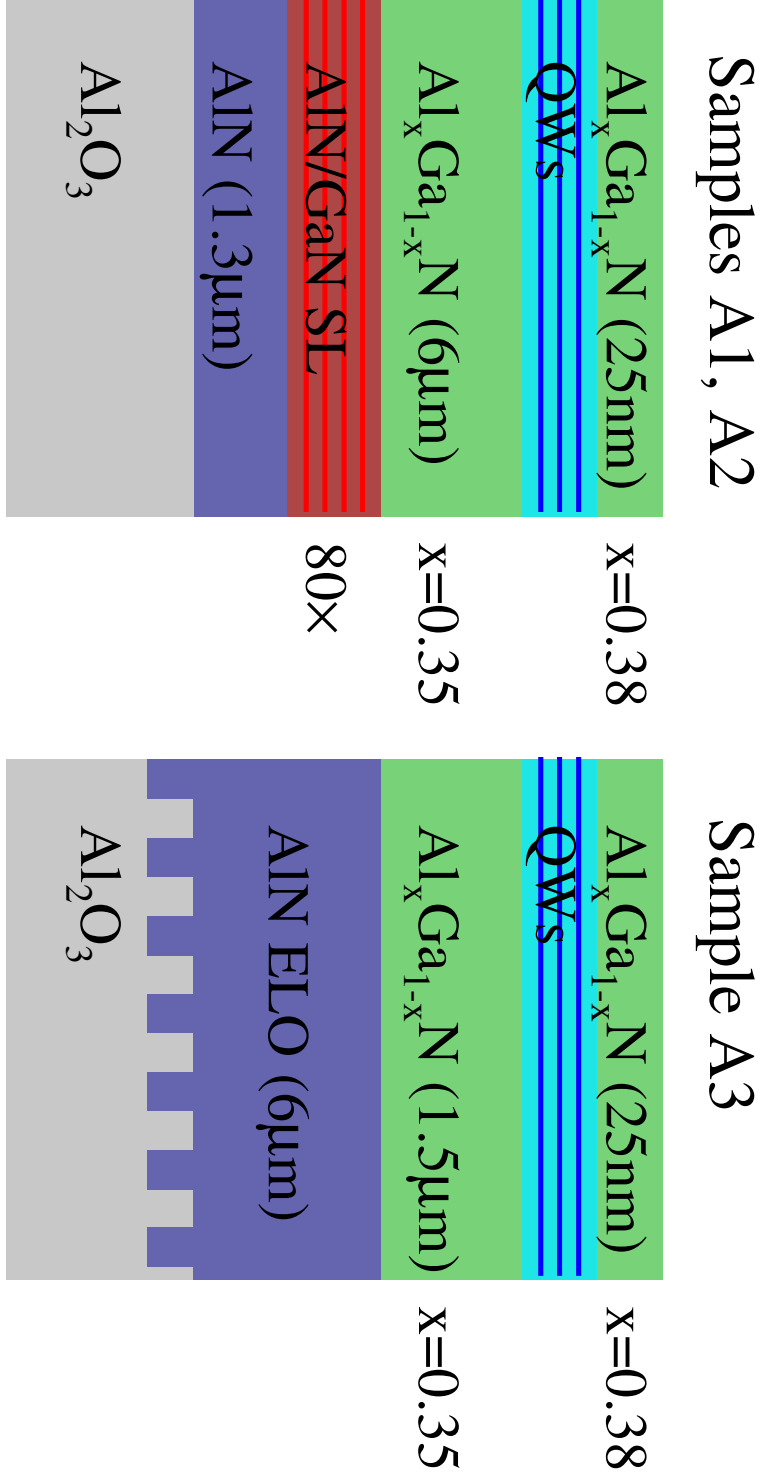 Samples A1, A2
AlₓGa₁₋ₓN (25nm) x=0.38
QWs
AlₓGa₁₋ₓN (6μm) x=0.35
AlN/GaN SL 80×
AlN (1.3μm)
Al₂O₃
Sample A3
AlₓGa₁₋ₓN (25nm) x=0.38
QWs
AlₓGa₁₋ₓN (1.5μm) x=0.35
AlN ELO (6μm)
Al₂O₃